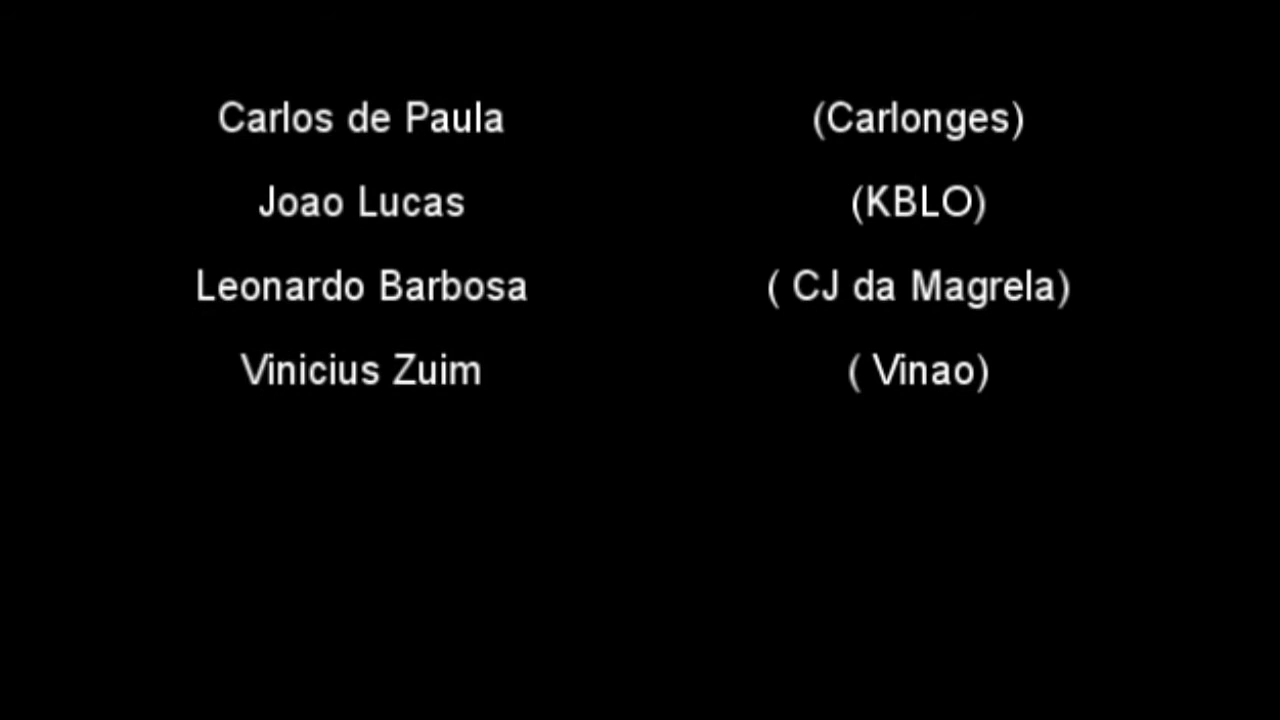 Carlos de Paula (Carlonges)
Joao Lucas (KBLO)
Leonardo Barbosa ( CJ da Magrela)
Vinicius Zuim ( Vinao)